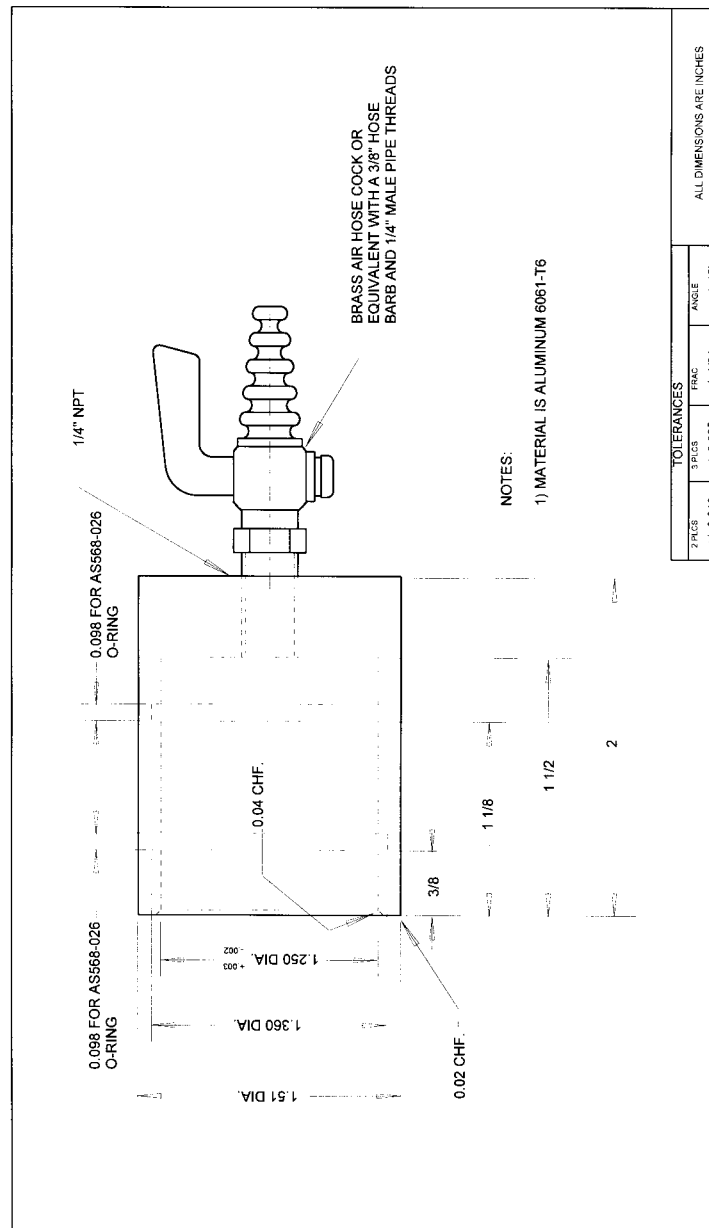 0.098 FOR AS568-026
O-RING
0.098 FOR AS568-026
O-RING
1/4" NPT
BRASS AIR HOSE COCK OR
EQUIVALENT WITH A 3/8" HOSE
BARB AND 1/4" MALE PIPE THREADS
0.04 CHF.
1.250 DIA.
+.003
-.002
1.360 DIA.
1.51 DIA.
0.02 CHF.
3/8
1 1/8
1 1/2
2
NOTES:
1) MATERIAL IS ALUMINUM 6061-T6
TOLERANCES
2 PLCS
3 PLCS
FRAC
ANGLE
ALL DIMENSIONS ARE INCHES